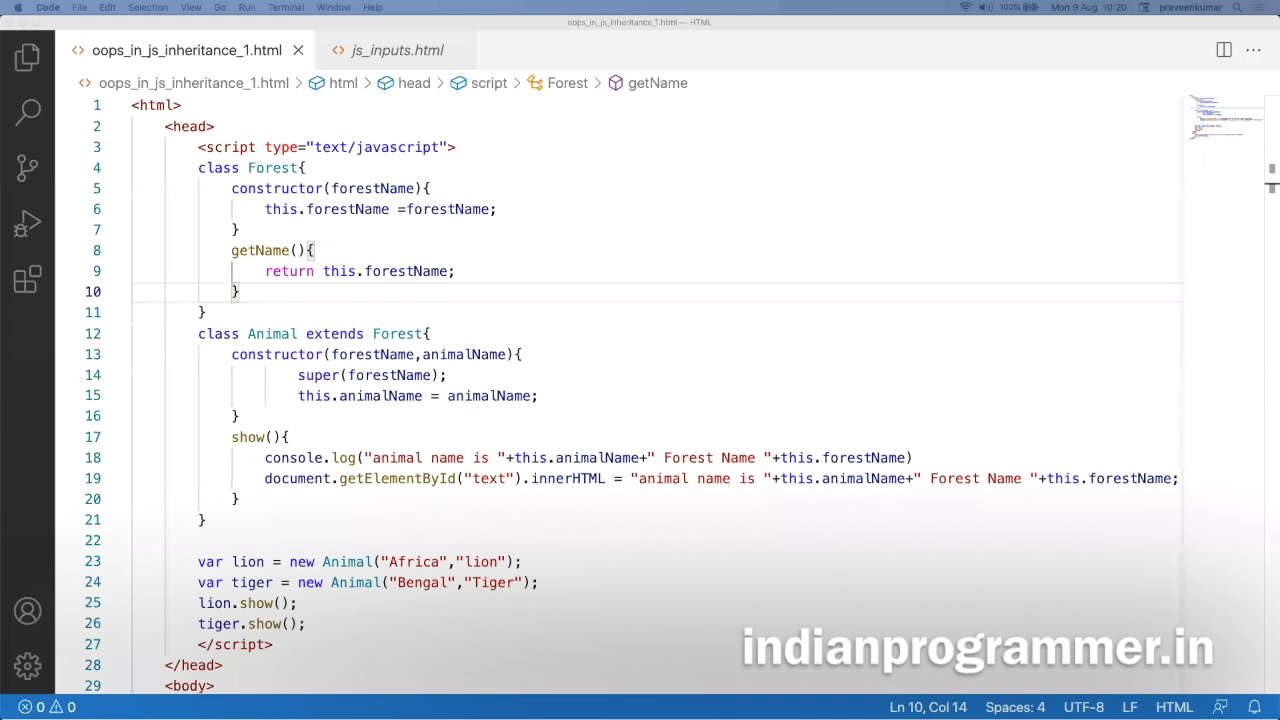 Code File Edit Selection View Go Run Terminal Window Help 100% Mon 9 Aug 10:20 praveenkumar
oops_in_js_inheritance_1.html — HTML
oops_in_js_inheritance_1.html js_inputs.html
oops_in_js_inheritance_1.html > html > head > script > Forest > getName
1 <html>
2 <head>
3 <script type="text/javascript">
4 class Forest{
5 constructor(forestName){
6 this.forestName =forestName;
7 }
8 getName(){
9 return this.forestName;
10 }
11 }
12 class Animal extends Forest{
13 constructor(forestName,animalName){
14 super(forestName);
15 this.animalName = animalName;
16 }
17 show(){
18 console.log("animal name is "+this.animalName+" Forest Name "+this.forestName)
19 document.getElementById("text").innerHTML = "animal name is "+this.animalName+" Forest Name "+this.forestName;
20 }
21 }
22
23 var lion = new Animal("Africa","lion");
24 var tiger = new Animal("Bengal","Tiger");
25 lion.show();
26 tiger.show();
27 </script>
28 </head>
29 <body>
indianprogrammer.in
0 0 Ln 10, Col 14 Spaces: 4 UTF-8 LF HTML